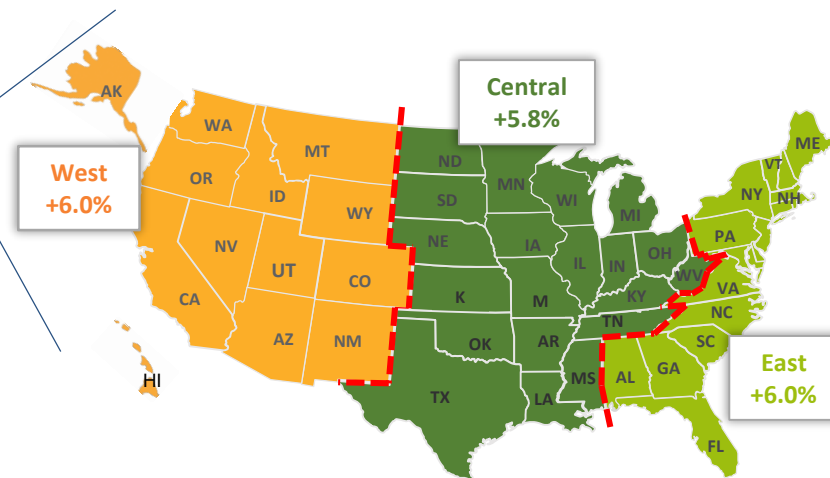 Central
+5.8%
West
+6.0%
East
+6.0%
AK
WA
MT
OR
ID
WY
NV
UT
CO
CA
AZ
NM
HI
ND
MN
SD
WI
MI
NE
IA
IL
IN
OH
K
M
KY
WV
TN
OK
AR
TX
LA
MS
ME
VT
NY
NH
PA
VA
NC
SC
AL
GA
FL